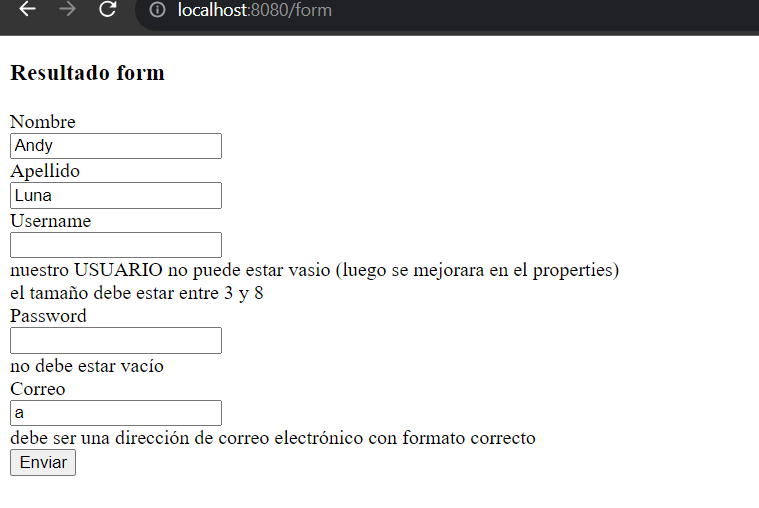 localhost:8080/form
Resultado form
Nombre
Andy
Apellido
Luna
Username
nuestro USUARIO no puede estar vasio (luego se mejorara en el properties)
el tamaño debe estar entre 3 y 8
Password
no debe estar vacío
Correo
a
debe ser una dirección de correo electrónico con formato correcto
Enviar